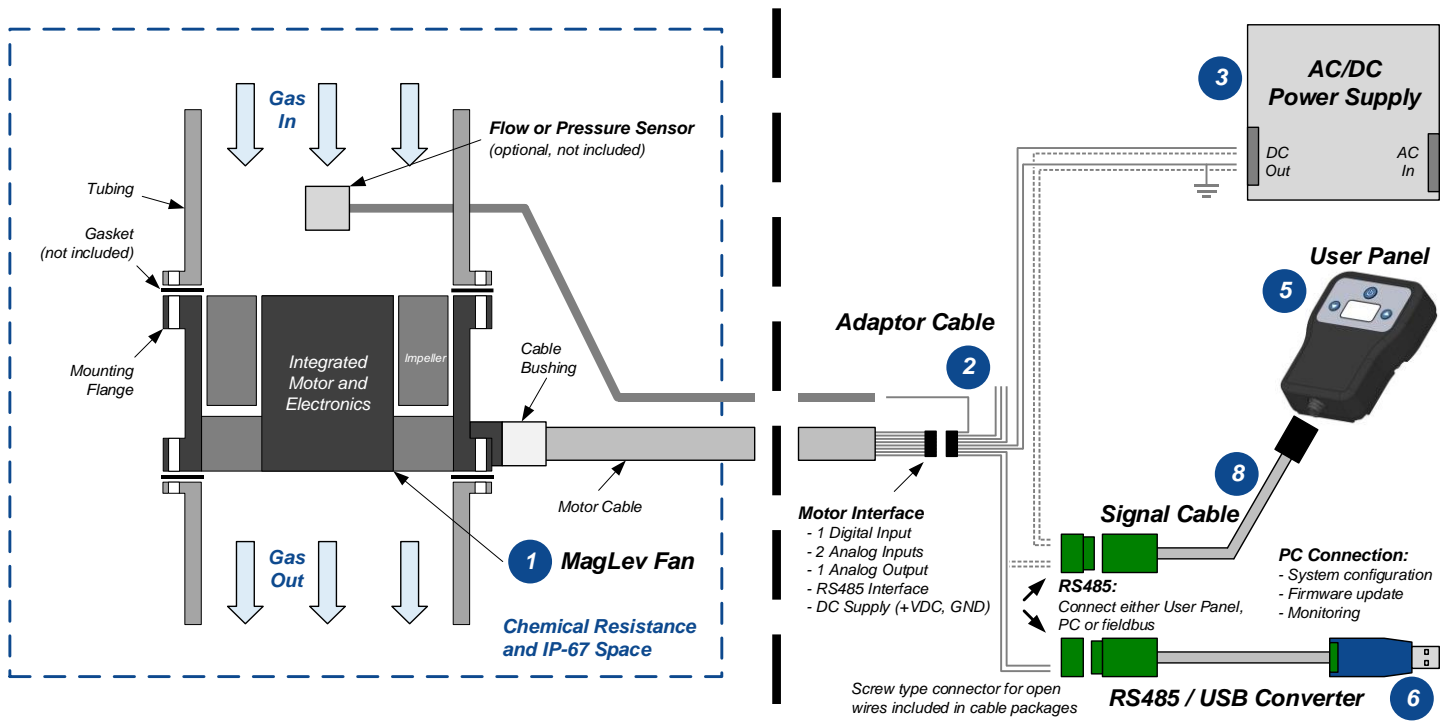 Gas
In
Flow or Pressure Sensor
(optional, not included)
Tubing
Gasket
(not included)
Mounting
Flange
Integrated
Motor and
Electronics
Impeller
Cable
Bushing
Motor Cable
1 MagLev Fan
Gas
Out
Chemical Resistance
and IP-67 Space
3
AC/DC
Power Supply
DC
Out
AC
In
User Panel
5
Adaptor Cable
2
Motor Interface
- 1 Digital Input
- 2 Analog Inputs
- 1 Analog Output
- RS485 Interface
- DC Supply (+VDC, GND)
8
Signal Cable
RS485:
Connect either User Panel,
PC or fieldbus
PC Connection:
- System configuration
- Firmware update
- Monitoring
Screw type connector for open
wires included in cable packages
RS485 / USB Converter 6